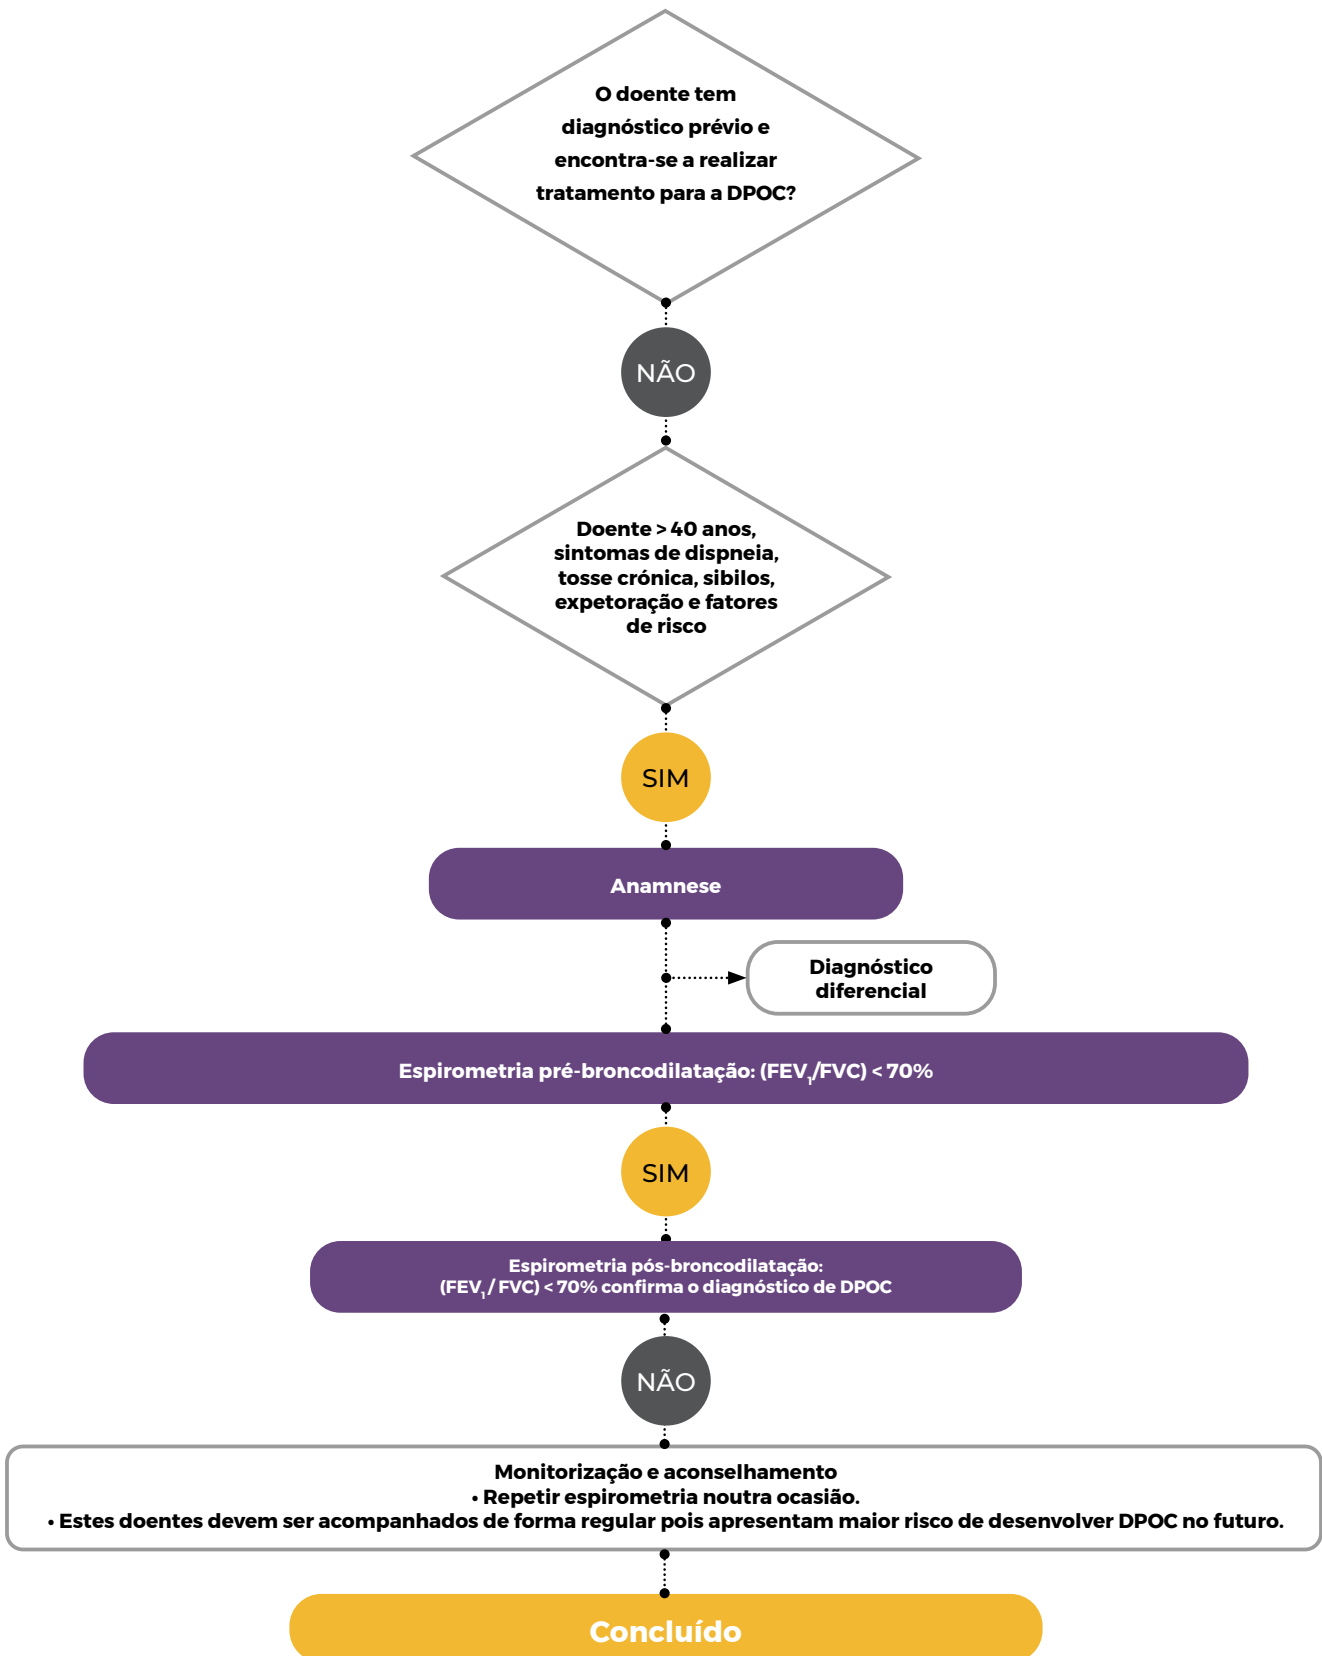 O doente tem
diagnóstico prévio e
encontra-se a realizar
tratamento para a DPOC?
NÃO
Doente > 40 anos,
sintomas de dispneia,
tosse crónica, sibilos,
expetoração e fatores
de risco
SIM
Anamnese
Diagnóstico
diferencial
Espirometria pré-broncodilatação: (FEV₁/FVC) < 70%
SIM
Espirometria pós-broncodilatação:
(FEV₁ / FVC) < 70% confirma o diagnóstico de DPOC
NÃO
Monitorização e aconselhamento
• Repetir espirometria noutra ocasião.
• Estes doentes devem ser acompanhados de forma regular pois apresentam maior risco de desenvolver DPOC no futuro.
Concluído